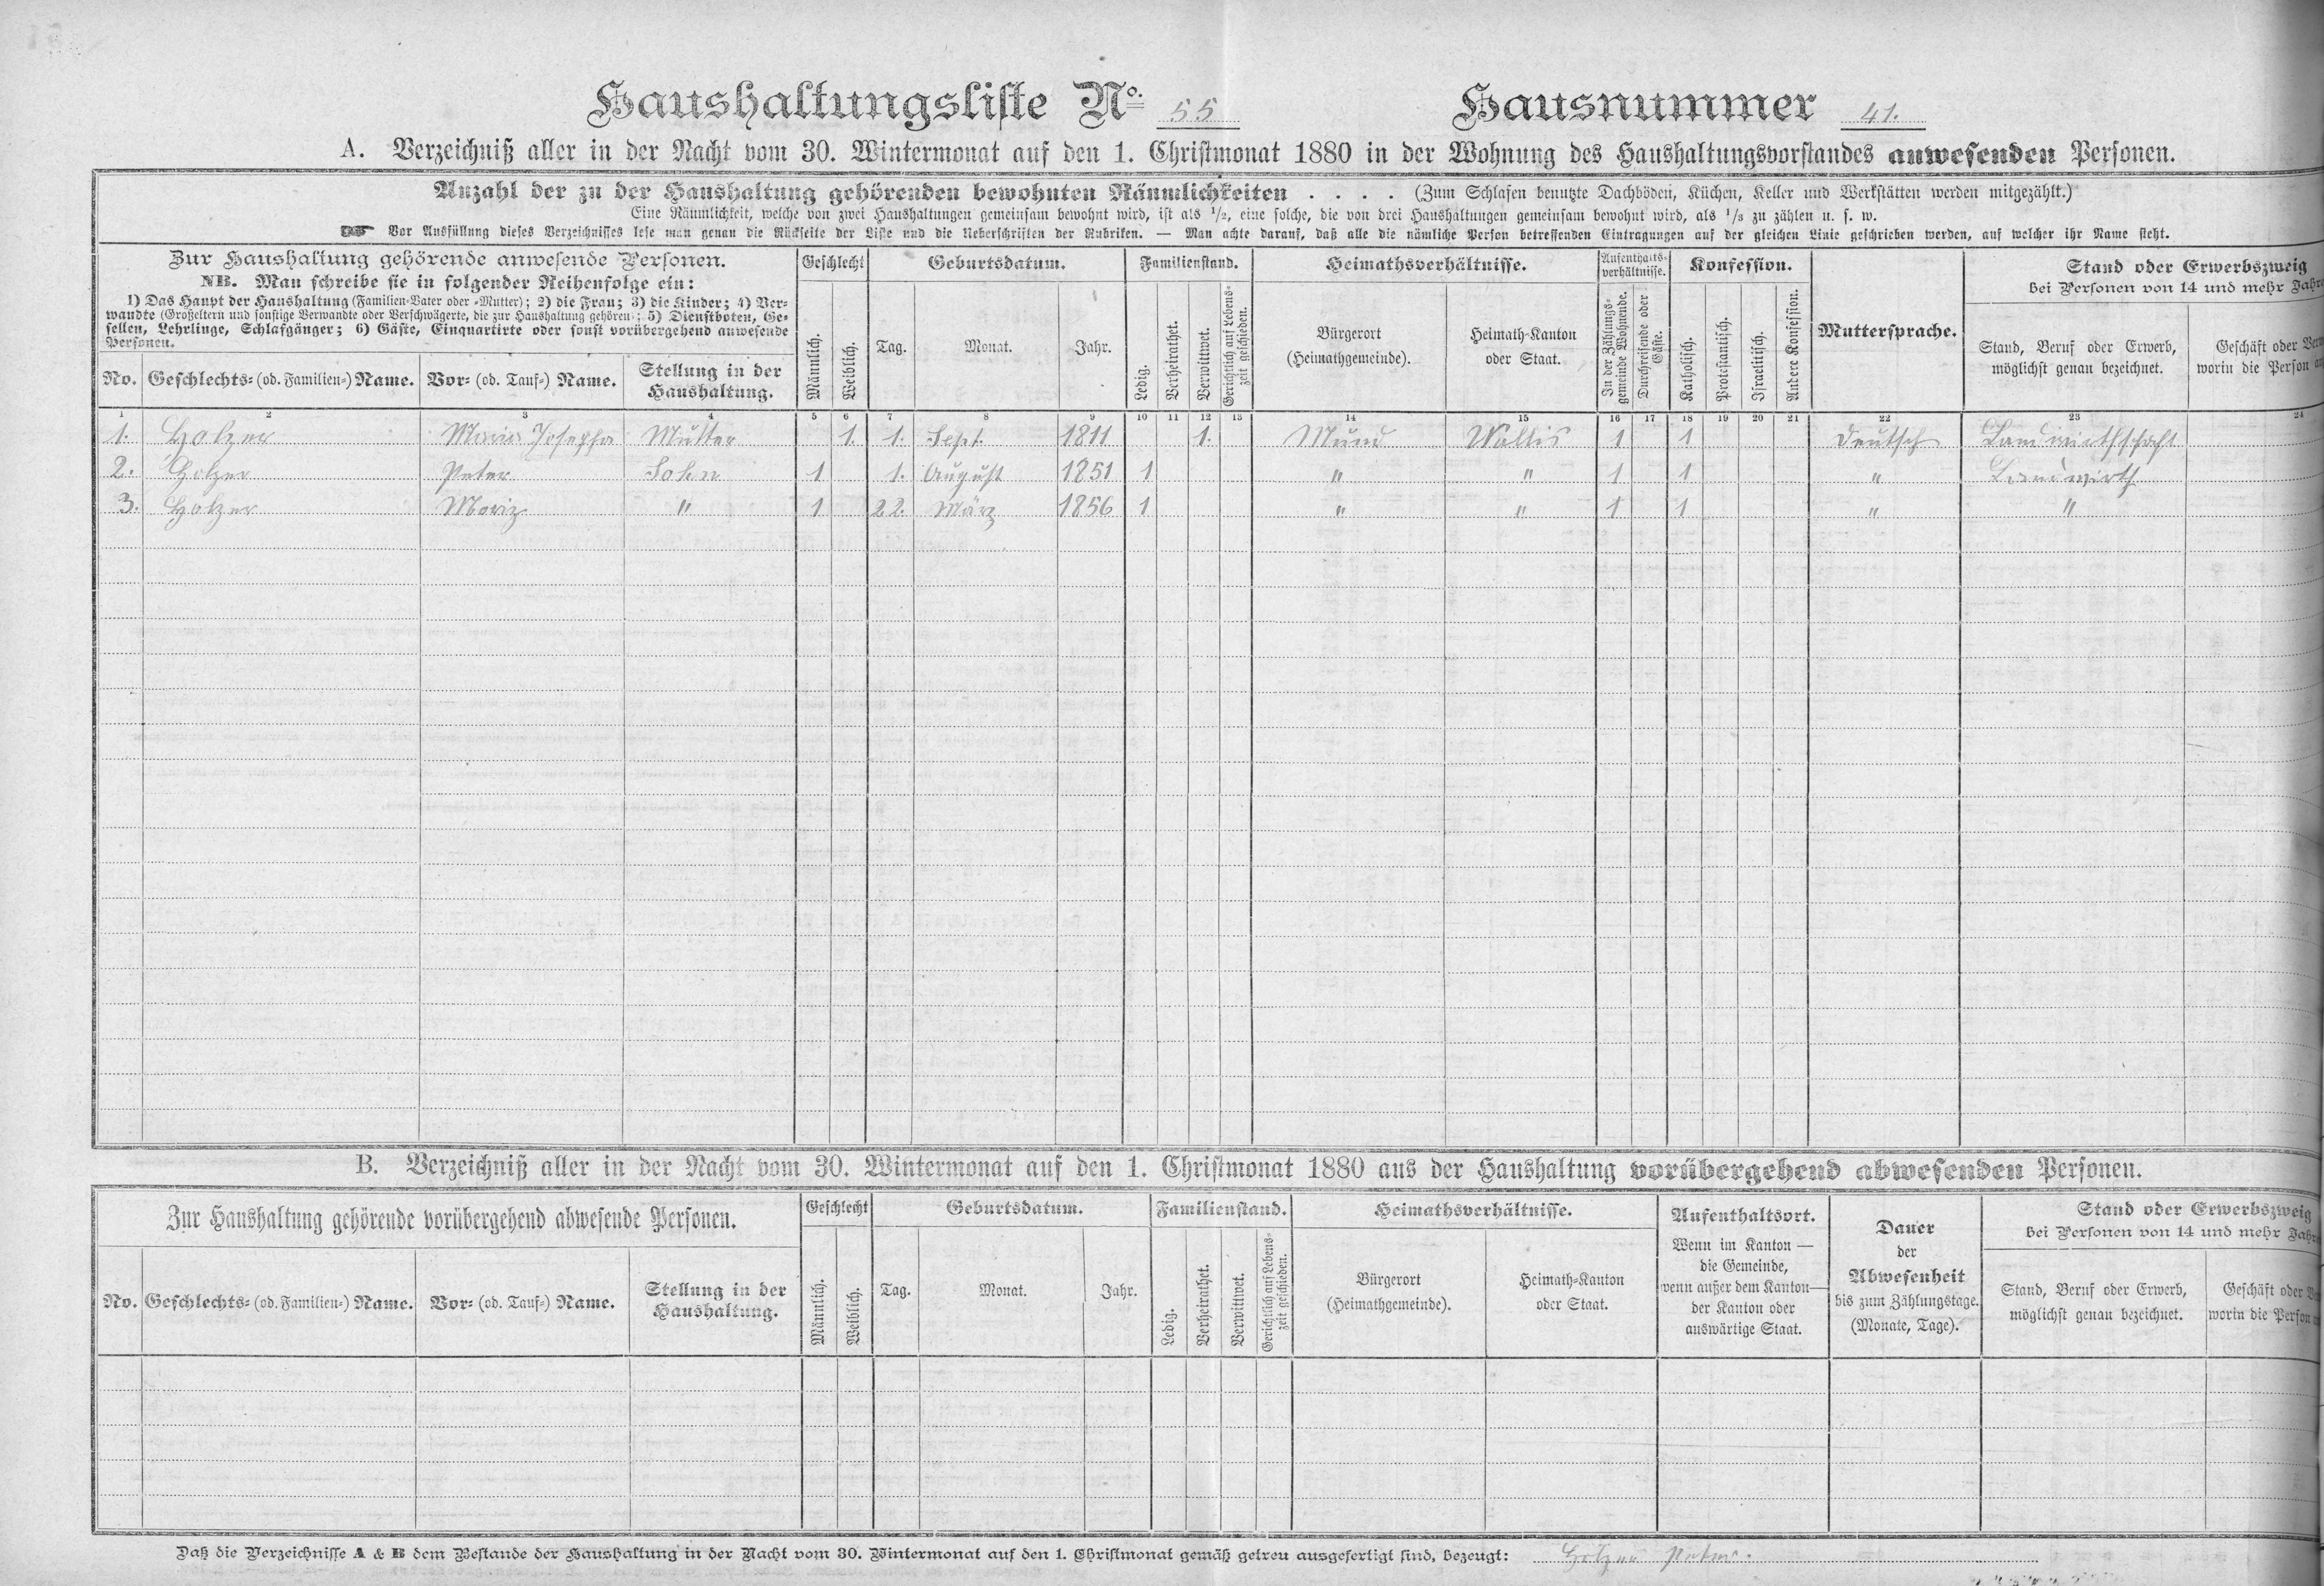 Haushaltungsliste No. 55 Hausnummer 41.
A. Verzeichniß aller in der Nacht vom 30. Wintermonat auf den 1. Christmonat 1880 in der Wohnung des Haushaltungsvorstandes anwesenden Personen.
Anzahl der zu der Haushaltung gehörenden bewohnten Räumlichkeiten . . . . (Zum Schlafen benutzte Dachböden, Küchen, Keller und Werkstätten werden mitgezählt.)
Eine Räumlichkeit, welche von zwei Haushaltungen gemeinsam bewohnt wird, ist als 1/2, eine solche, die von drei Haushaltungen gemeinsam bewohnt wird, als 1/3 zu zählen u. s. w.
☛ Vor Ausfüllung dieses Verzeichnisses lese man genau die Rückseite der Liste und die Ueberschriften der Rubriken. — Man achte darauf, daß alle die nämliche Person betreffenden Eintragungen auf der gleichen Linie geschrieben werden, auf welcher ihr Name steht.
Zur Haushaltung gehörende anwesende Personen.
NB. Man schreibe sie in folgender Reihenfolge ein:
1) Das Haupt der Haushaltung (Familien-Vater oder -Mutter); 2) die Frau; 3) die Kinder; 4) Ver-
wandte (Großeltern und sonstige Verwandte oder Verschwägerte, die zur Haushaltung gehören); 5) Dienstboten, Ge-
sellen, Lehrlinge, Schlafgänger; 6) Gäste, Einquartirte oder sonst vorübergehend anwesende
Personen.
No. Geschlechts- (od. Familien-) Name. Vor- (od. Tauf-) Name. Stellung in der
Haushaltung.
Geschlecht
Männlich. Weiblich.
Geburtsdatum.
Tag. Monat. Jahr.
Familienstand.
Ledig. Verheirathet. Verwittwet. Gerichtlich auf Lebens-
zeit geschieden.
Heimathsverhältnisse.
Bürgerort
(Heimathgemeinde).
Heimath-Kanton
oder Staat.
Aufenthalts-
verhältnisse.
In der Zählungs-
gemeinde Wohnende.
Durchreisende oder
Gäste.
Konfession.
Katholisch. Protestantisch. Israelitisch. Andere Konfession.
Muttersprache.
Stand oder Erwerbszweig
bei Personen von 14 und mehr
Stand, Beruf oder Erwerb,
möglichst genau bezeichnet.
Geschäft oder
worin die Person
1 2 3 4 5 6 7 8 9 10 11 12 13 14 15 16 17 18 19 20 21 22 23 24
1. Holzer Maria Josepha Mutter 1. 1. Sept. 1811 1. Mund Wallis 1 1 Deutsch Landwirthschaft
2. Holzer Peter Sohn 1 1. August 1851 1 " " 1 1 " Landwirth
3. Holzer Moriz " 1 22. März 1856 1 " " 1 1 " "
B. Verzeichniß aller in der Nacht vom 30. Wintermonat auf den 1. Christmonat 1880 aus der Haushaltung vorübergehend abwesenden Personen.
Zur Haushaltung gehörende vorübergehend abwesende Personen.
No. Geschlechts- (od. Familien-) Name. Vor- (od. Tauf-) Name. Stellung in der
Haushaltung.
Geschlecht
Männlich. Weiblich.
Geburtsdatum.
Tag. Monat. Jahr.
Familienstand.
Ledig. Verheirathet. Verwittwet. Gerichtlich auf Lebens-
zeit geschieden.
Heimathsverhältnisse.
Bürgerort
(Heimathgemeinde).
Heimath-Kanton
oder Staat.
Aufenthaltsort.
Wenn im Kanton —
die Gemeinde,
wenn außer dem Kanton—
der Kanton oder
auswärtige Staat.
Dauer
der
Abwesenheit
bis zum Zählungstage.
(Monate, Tage).
Stand oder Erwerbszweig
bei Personen von 14 und mehr
Stand, Beruf oder Erwerb,
möglichst genau bezeichnet.
Geschäft oder
worin die Person
Daß die Verzeichnisse A & B dem Bestande der Haushaltung in der Nacht vom 30. Wintermonat auf den 1. Christmonat gemäß getreu ausgefertigt sind, bezeugt: Holzer Peter.